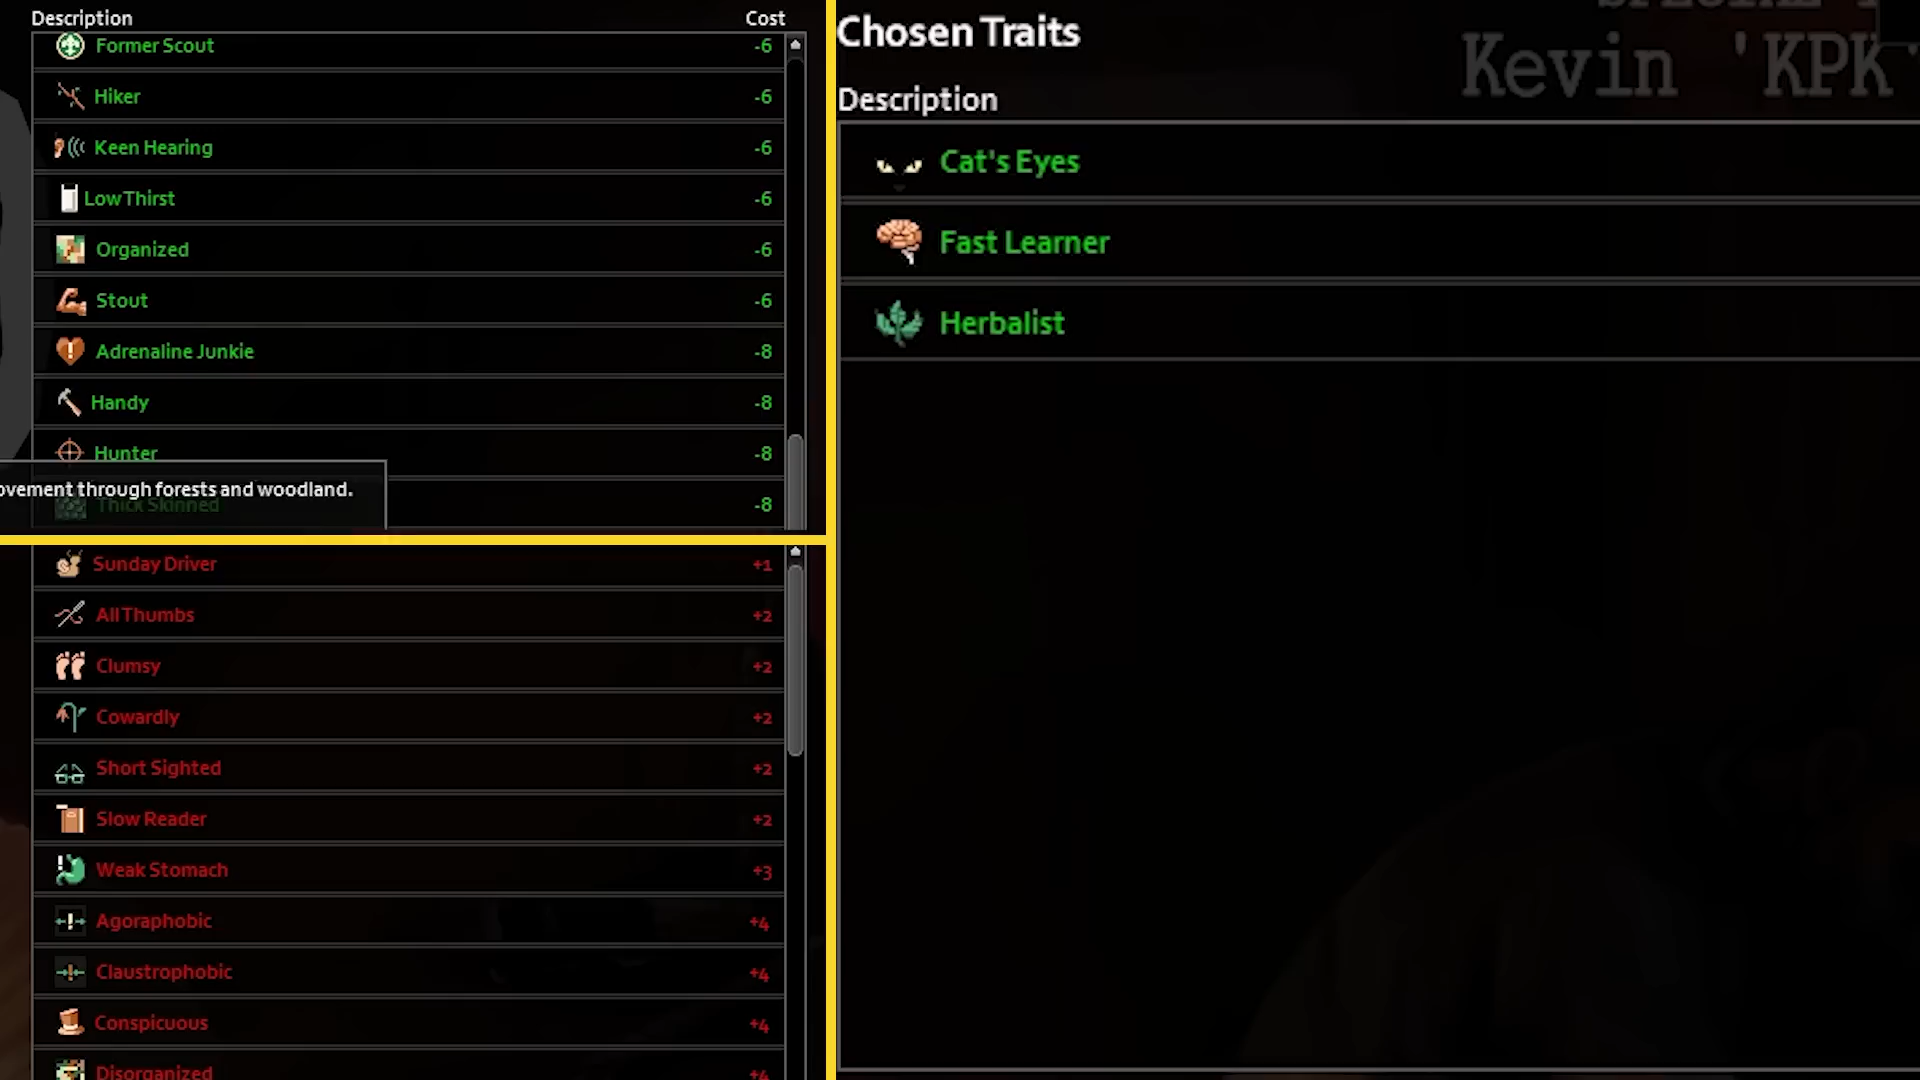 Description Cost
Former Scout -6
Hiker -6
Keen Hearing -6
Low Thirst -6
Organized -6
Stout -6
Adrenaline Junkie -8
Handy -8
Hunter -8
ovement through forests and woodland.
Thick Skinned -8
Sunday Driver +1
All Thumbs +2
Clumsy +2
Cowardly +2
Short Sighted +2
Slow Reader +2
Weak Stomach +3
Agoraphobic +4
Claustrophobic +4
Conspicuous +4
Disorganized +4
Chosen Traits
Kevin 'KPK'
Description
Cat's Eyes
Fast Learner
Herbalist